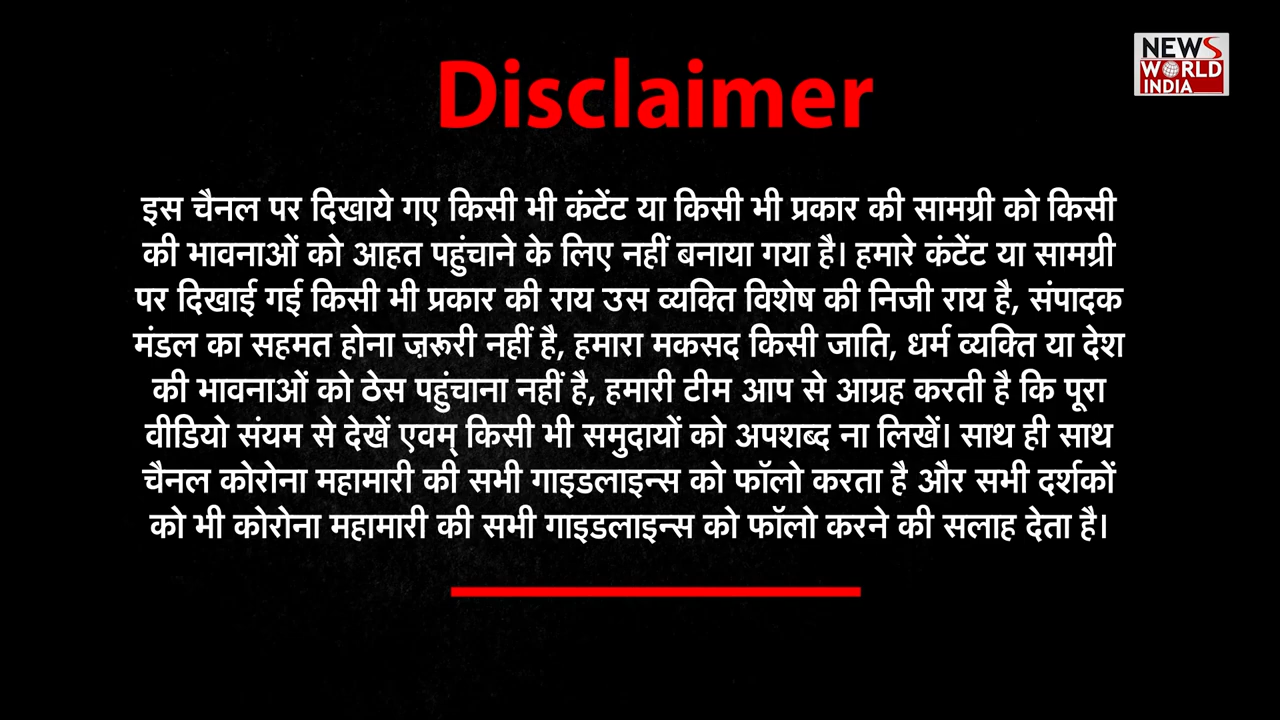 NEWS
WORLD
INDIA
Disclaimer
इस चैनल पर दिखाये गए किसी भी कंटेंट या किसी भी प्रकार की सामग्री को किसी
की भावनाओं को आहत पहुंचाने के लिए नहीं बनाया गया है। हमारे कंटेंट या सामग्री
पर दिखाई गई किसी भी प्रकार की राय उस व्यक्ति विशेष की निजी राय है, संपादक
मंडल का सहमत होना ज़रूरी नहीं है, हमारा मकसद किसी जाति, धर्म व्यक्ति या देश
की भावनाओं को ठेस पहुंचाना नहीं है, हमारी टीम आप से आग्रह करती है कि पूरा
वीडियो संयम से देखें एवम् किसी भी समुदायों को अपशब्द ना लिखें। साथ ही साथ
चैनल कोरोना महामारी की सभी गाइडलाइन्स को फॉलो करता है और सभी दर्शकों
को भी कोरोना महामारी की सभी गाइडलाइन्स को फॉलो करने की सलाह देता है।